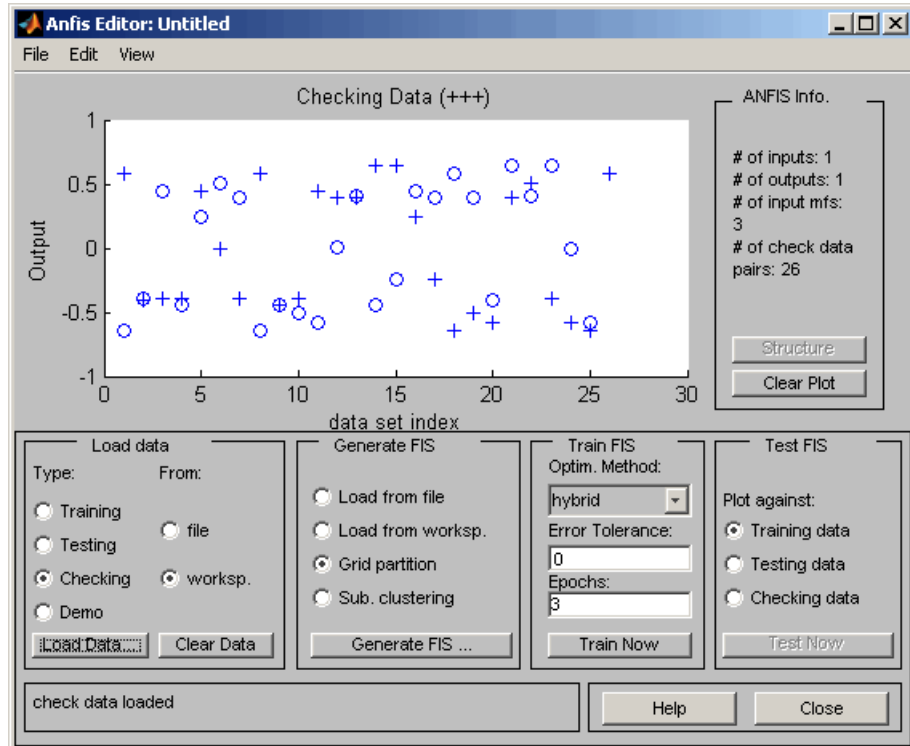 Anfis Editor: Untitled
File Edit View
Checking Data (+++)
1
0.5
0
-0.5
-1
Output
0 5 10 15 20 25 30
data set index
ANFIS Info.
# of inputs: 1
# of outputs: 1
# of input mfs:
3
# of check data
pairs: 26
Structure
Clear Plot
Load data
Type: From:
Training
Testing
Checking
Demo
file
worksp.
Load Data...
Clear Data
Generate FIS
Load from file
Load from worksp.
Grid partition
Sub. clustering
Generate FIS ...
Train FIS
Optim. Method:
hybrid
Error Tolerance:
0
Epochs:
3
Train Now
Test FIS
Plot against:
Training data
Testing data
Checking data
Test Now
check data loaded
Help
Close